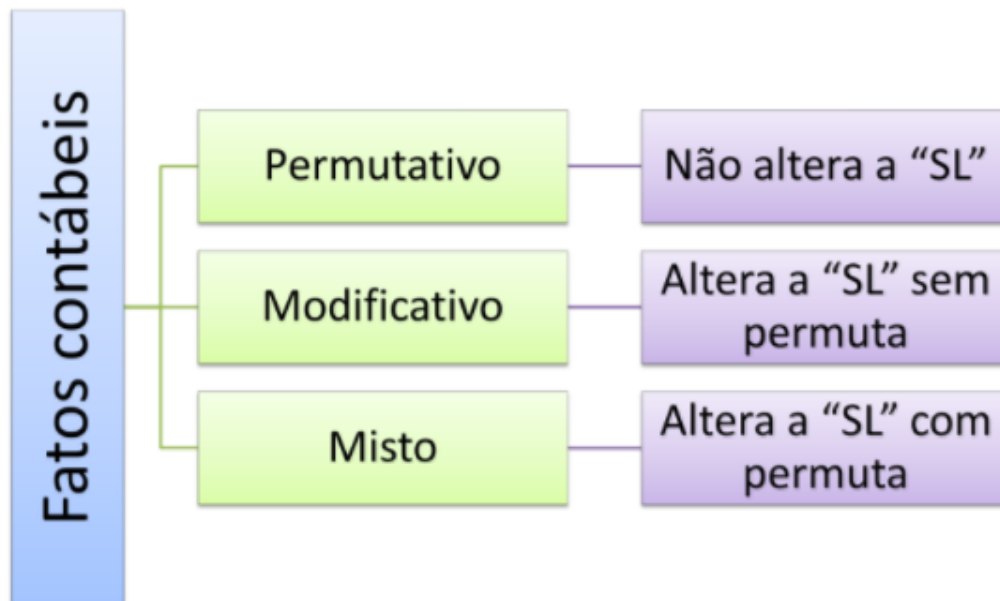 Fatos contábeis
Permutativo
Não altera a “SL”
Modificativo
Altera a “SL” sem
permuta
Misto
Altera a “SL” com
permuta